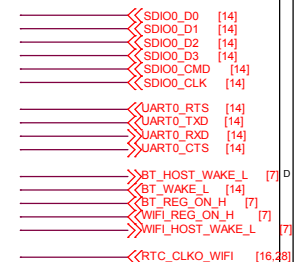 SDIO0_D0 [14]
SDIO0_D1 [14]
SDIO0_D2 [14]
SDIO0_D3 [14]
SDIO0_CMD [14]
SDIO0_CLK [14]
UART0_RTS [14]
UART0_TXD [14]
UART0_RXD [14]
UART0_CTS [14]
BT_HOST_WAKE_L [7] D
BT_WAKE_L [14]
BT_REG_ON_H [7]
WIFI_REG_ON_H [7]
WIFI_HOST_WAKE_L [7]
RTC_CLKO_WIFI [16,28]